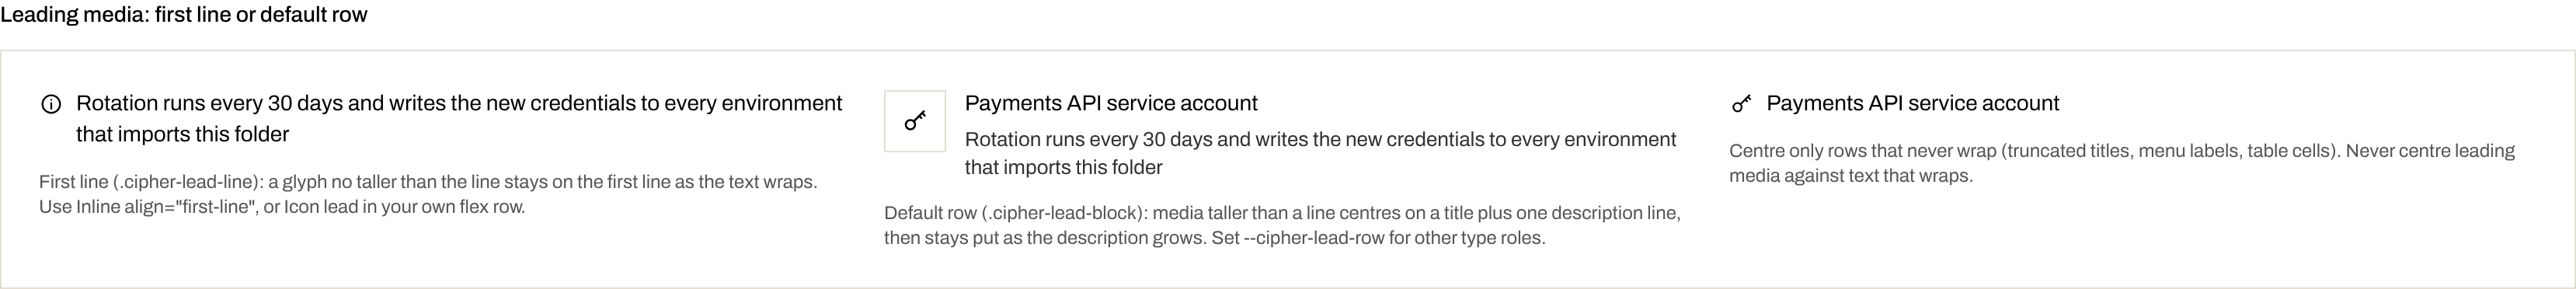 Leading media: first line or default row
Rotation runs every 30 days and writes the new credentials to every environment
that imports this folder
First line (.cipher-lead-line): a glyph no taller than the line stays on the first line as the text wraps.
Use Inline align="first-line", or Icon lead in your own flex row.
Payments API service account
Rotation runs every 30 days and writes the new credentials to every environment
that imports this folder
Default row (.cipher-lead-block): media taller than a line centres on a title plus one description line,
then stays put as the description grows. Set --cipher-lead-row for other type roles.
Payments API service account
Centre only rows that never wrap (truncated titles, menu labels, table cells). Never centre leading
media against text that wraps.